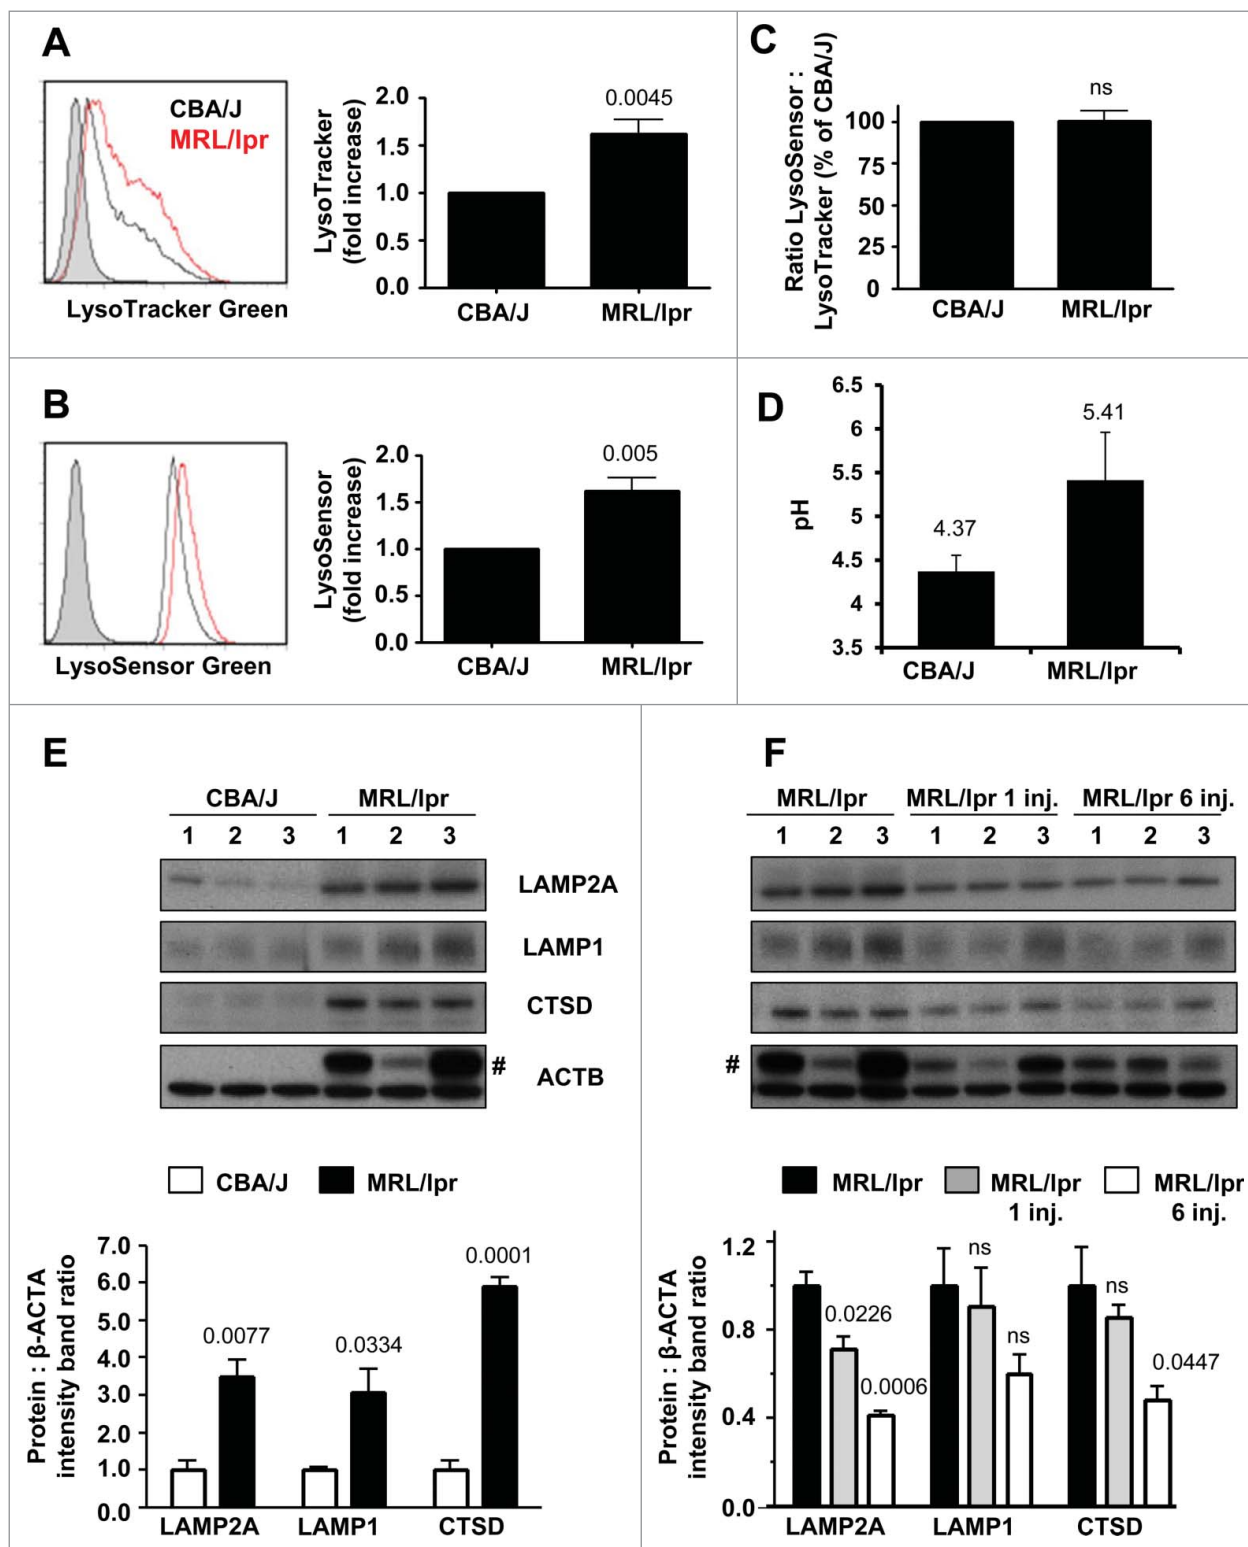 A
CBA/J
MRL/lpr
LysoTracker Green
LysoTracker
(fold increase)
2.0
1.5
1.0
0.5
0.0
0.0045
CBA/J
MRL/lpr
C
Ratio LysoSensor :
LysoTracker (% of CBA/J)
100
75
50
25
0
ns
CBA/J
MRL/lpr
B
LysoSensor Green
LysoSensor
(fold increase)
2.0
1.5
1.0
0.5
0.0
0.005
CBA/J
MRL/lpr
D
pH
6.5
6
5.5
5
4.5
4
3.5
4.37
5.41
CBA/J
MRL/lpr
E
CBA/J MRL/lpr
1 2 3 1 2 3
LAMP2A
LAMP1
CTSD
#
ACTB
CBA/J MRL/lpr
Protein : β-ACTA
intensity band ratio
7.0
6.0
5.0
4.0
3.0
2.0
1.0
0.0
0.0077
0.0334
0.0001
LAMP2A LAMP1 CTSD
F
MRL/lpr MRL/lpr 1 inj. MRL/lpr 6 inj.
1 2 3 1 2 3 1 2 3
#
MRL/lpr MRL/lpr MRL/lpr
1 inj. 6 inj.
Protein : β-ACTA
intensity band ratio
1.2
0.8
0.4
0.0
0.0226
0.0006
ns
ns
ns
0.0447
LAMP2A LAMP1 CTSD